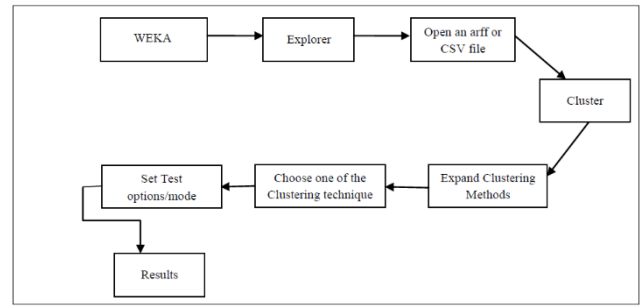 WEKA
Explorer
Open an arff or
CSV file
Cluster
Expand Clustering
Methods
Choose one of the
Clustering technique
Set Test
options/mode
Results